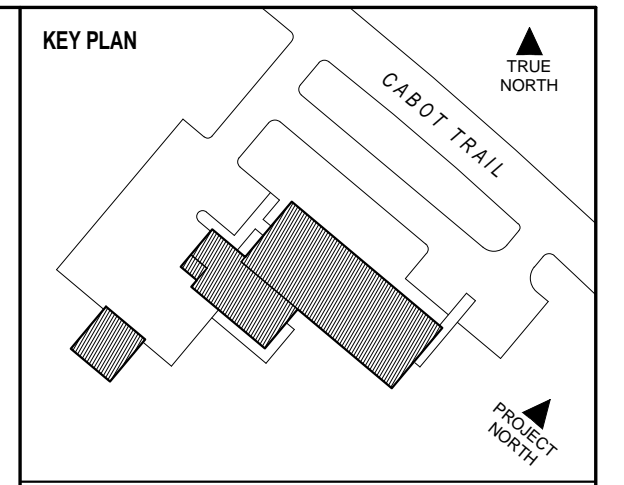 KEY PLAN
TRUE
NORTH
CABOT TRAIL
PROJECT
NORTH